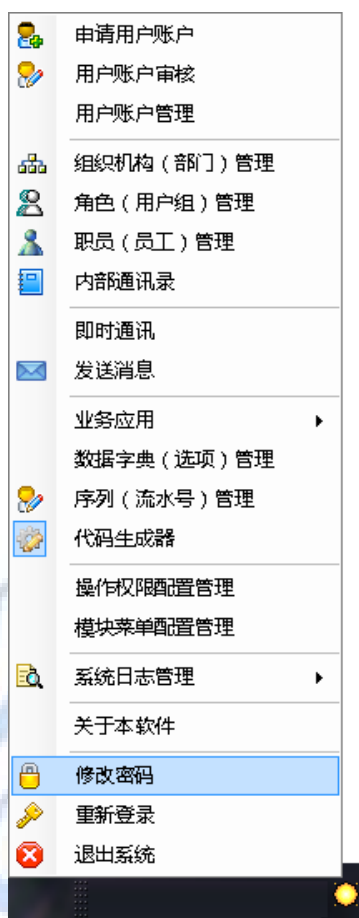 申请用户账户
用户账户审核
用户账户管理
组织机构（部门）管理
角色（用户组）管理
职员（员工）管理
内部通讯录
即时通讯
发送消息
业务应用
数据字典（选项）管理
序列（流水号）管理
代码生成器
操作权限配置管理
模块菜单配置管理
系统日志管理
关于本软件
修改密码
重新登录
退出系统